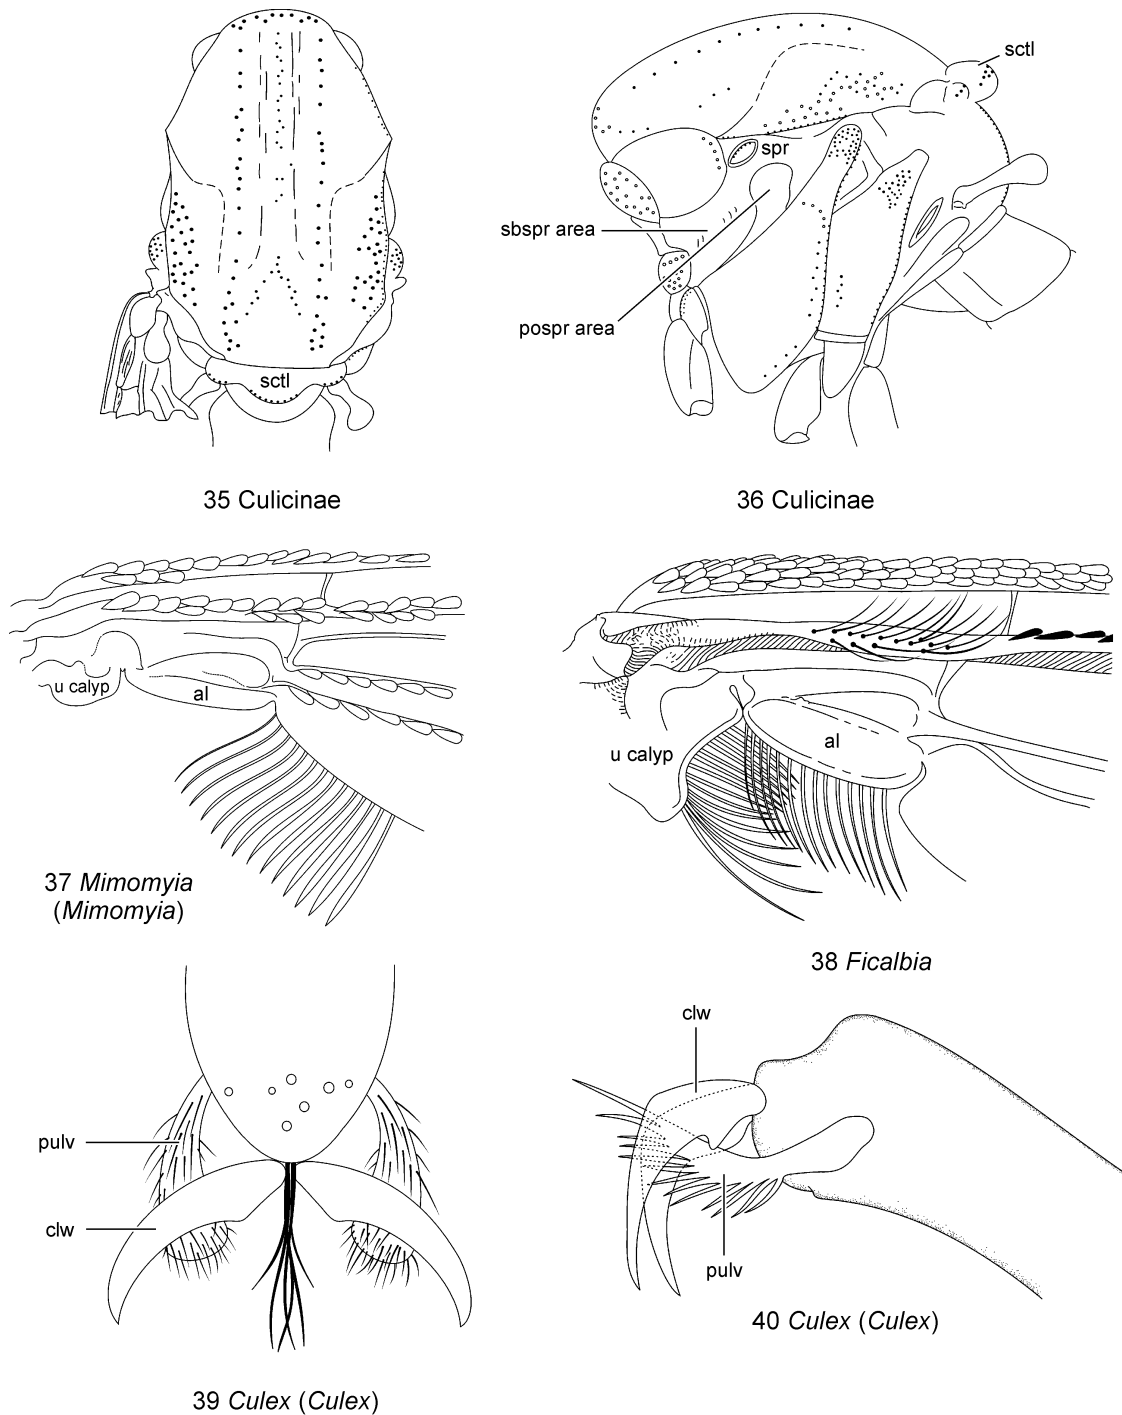 sctl
35 Culicinae
sctl
spr
sbspr area
pospr area
36 Culicinae
u calyp
al
37 Mimomyia
(Mimomyia)
u calyp
al
38 Ficalbia
pulv
clw
39 Culex (Culex)
clw
pulv
40 Culex (Culex)